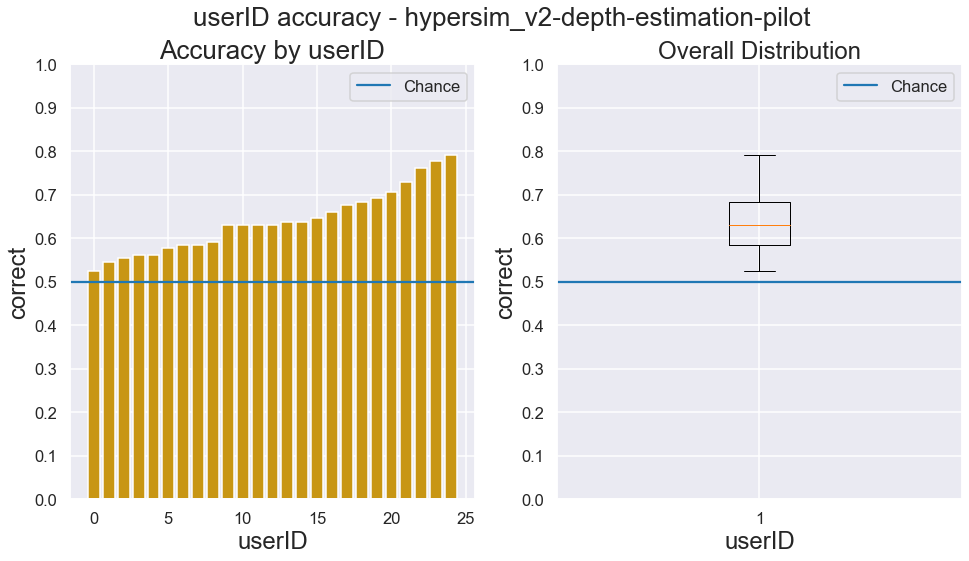 userID accuracy - hypersim_v2-depth-estimation-pilot
Accuracy by userID
Chance
correct
1.0
0.9
0.8
0.7
0.6
0.5
0.4
0.3
0.2
0.1
0.0
0 5 10 15 20 25
userID
Overall Distribution
Chance
correct
1.0
0.9
0.8
0.7
0.6
0.5
0.4
0.3
0.2
0.1
0.0
1
userID